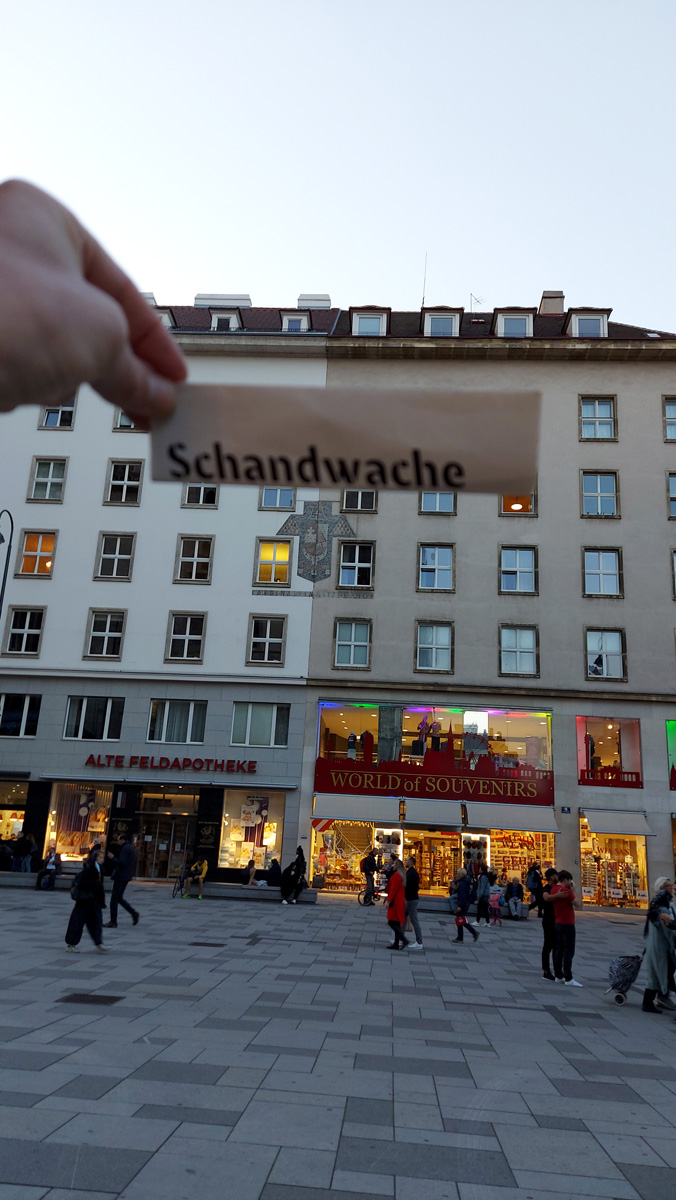 Schandwache
ALTE FELDAPOTHEKE
WORLD of SOUVENIRS